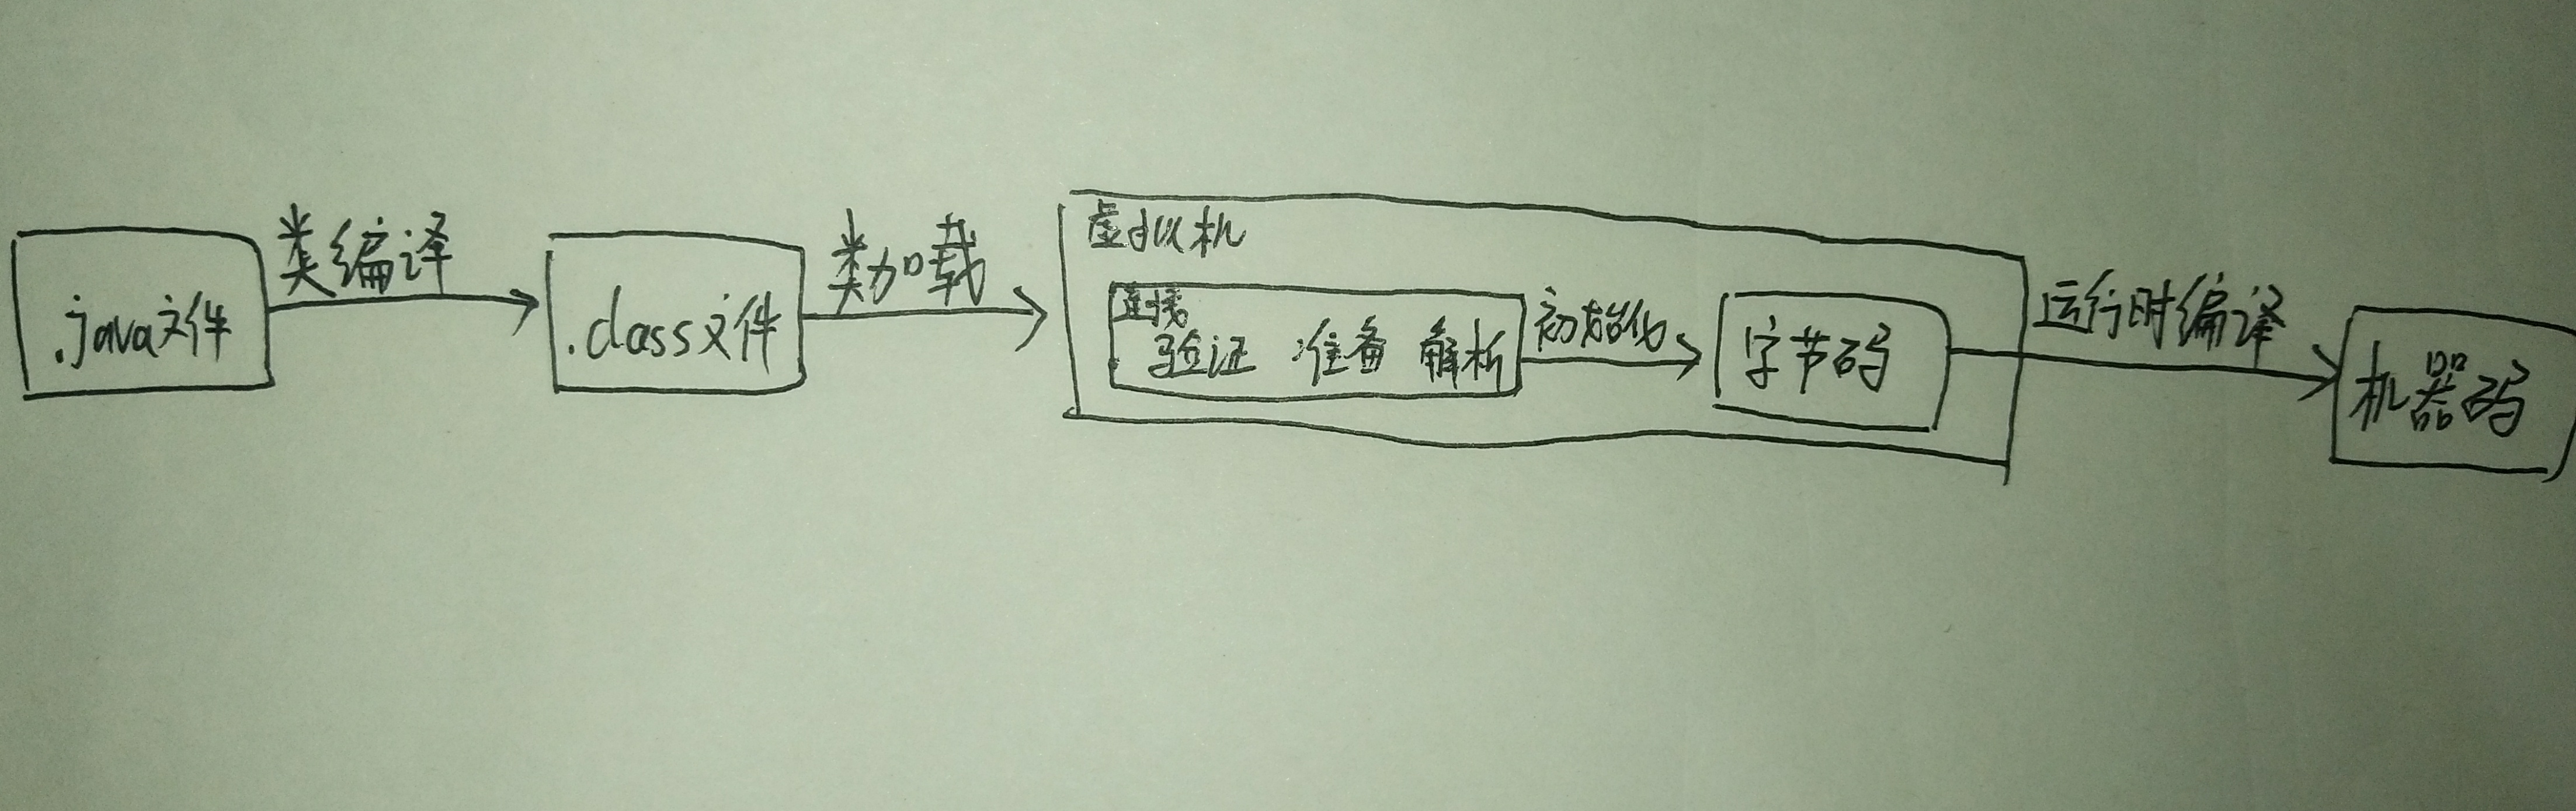 .java文件
类编译
.class文件
类加载
虚拟机
连接
验证 准备 解析
初始化
字节码
运行时编译
机器码